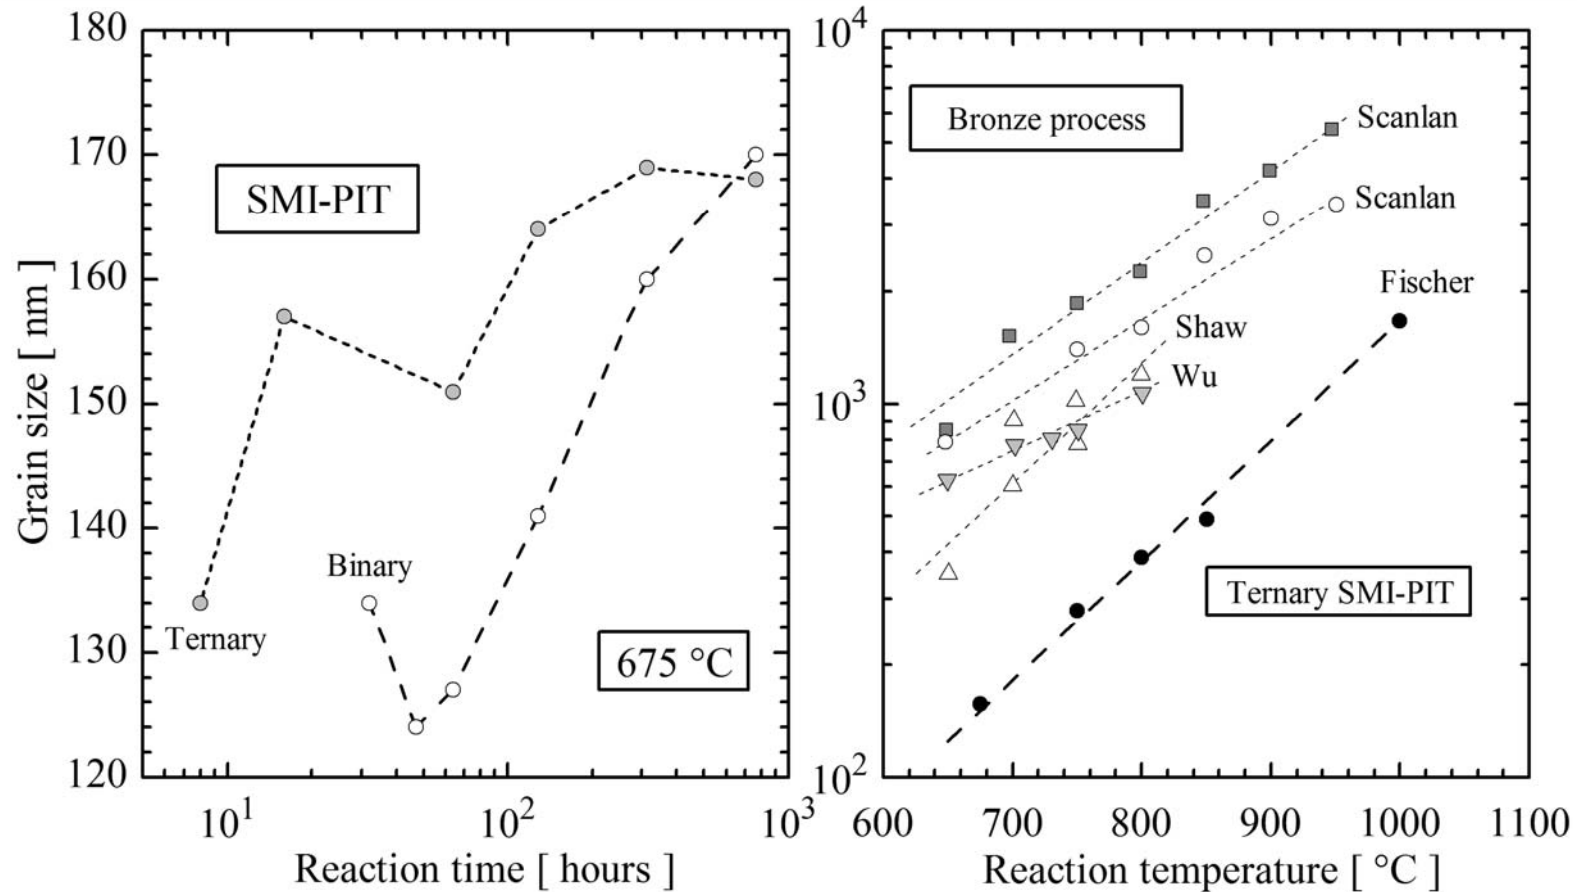 180
170
160
150
140
130
120
Grain size [ nm ]
SMI-PIT
Binary
Ternary
675 °C
10¹
10²
10³
Reaction time [ hours ]
10⁴
10³
10²
Bronze process
Scanlan
Scanlan
Fischer
Shaw
Wu
Ternary SMI-PIT
600 700 800 900 1000 1100
Reaction temperature [ °C ]